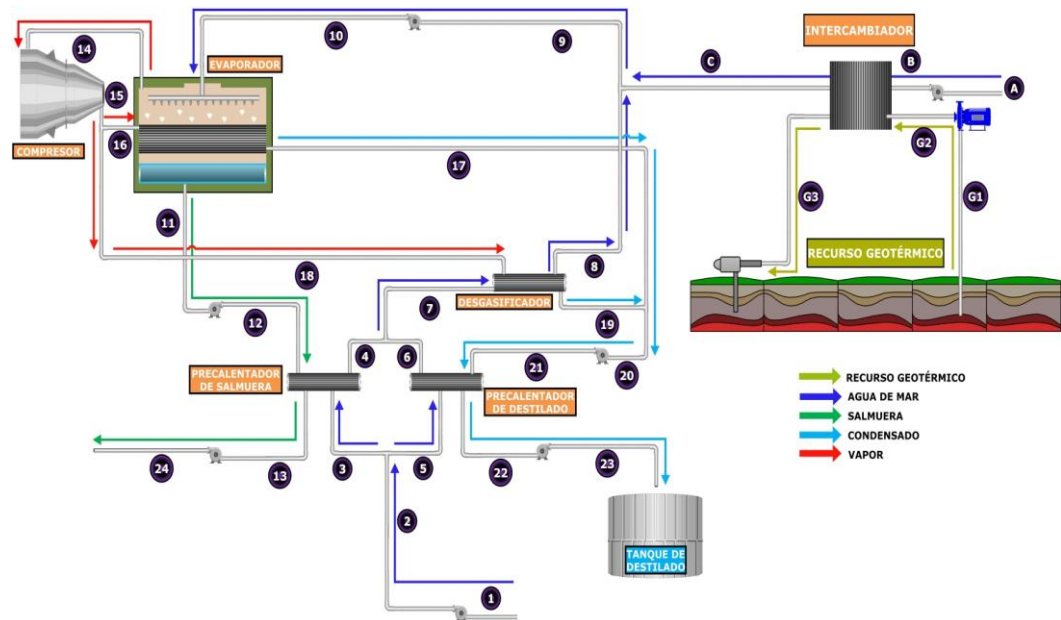 14
10
9
INTERCAMBIADOR
C
B
A
EVAPORADOR
15
16
COMPRESOR
17
G2
G3
G1
11
RECURSO GEOTÉRMICO
18
8
DESGASIFICADOR
7
19
12
4
6
21
20
PRECALENTADOR
DE SALMUERA
PRECALENTADOR
DE DESTILADO
RECURSO GEOTÉRMICO
AGUA DE MAR
SALMUERA
CONDENSADO
VAPOR
24
13
3
5
22
23
2
TANQUE DE
DESTILADO
1